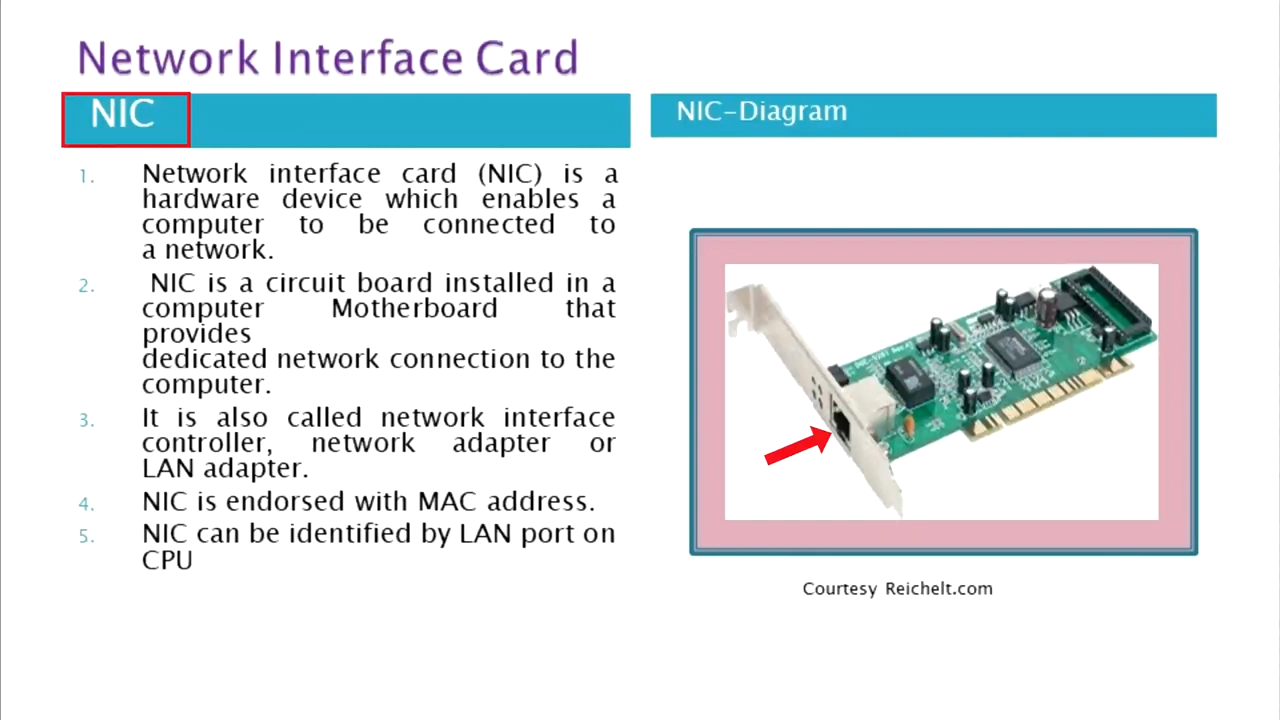 Network Interface Card
NIC
1. Network interface card (NIC) is a
hardware device which enables a
computer to be connected to
a network.
2. NIC is a circuit board installed in a
computer Motherboard that
provides
dedicated network connection to the
computer.
3. It is also called network interface
controller, network adapter or
LAN adapter.
4. NIC is endorsed with MAC address.
5. NIC can be identified by LAN port on
CPU
NIC-Diagram
Courtesy Reichelt.com